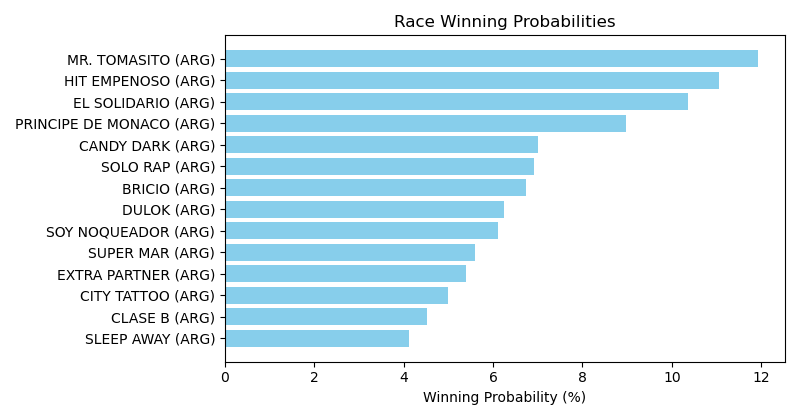 Race Winning Probabilities
MR. TOMASITO (ARG)
HIT EMPENOSO (ARG)
EL SOLIDARIO (ARG)
PRINCIPE DE MONACO (ARG)
CANDY DARK (ARG)
SOLO RAP (ARG)
BRICIO (ARG)
DULOK (ARG)
SOY NOQUEADOR (ARG)
SUPER MAR (ARG)
EXTRA PARTNER (ARG)
CITY TATTOO (ARG)
CLASE B (ARG)
SLEEP AWAY (ARG)
0 2 4 6 8 10 12
Winning Probability (%)